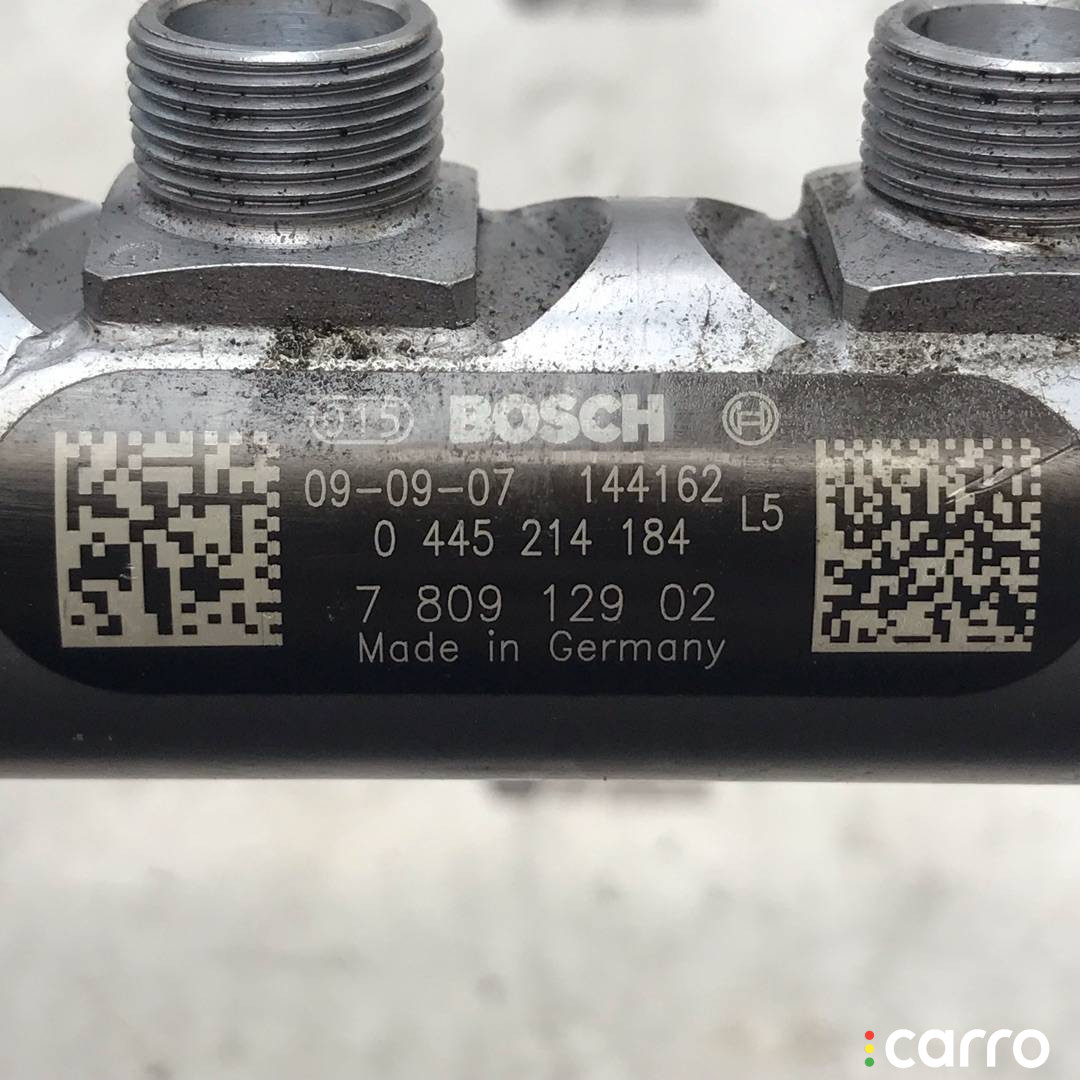 015 BOSCH
09-09-07 144162
0 445 214 184 L5
7 809 129 02
Made in Germany
carro